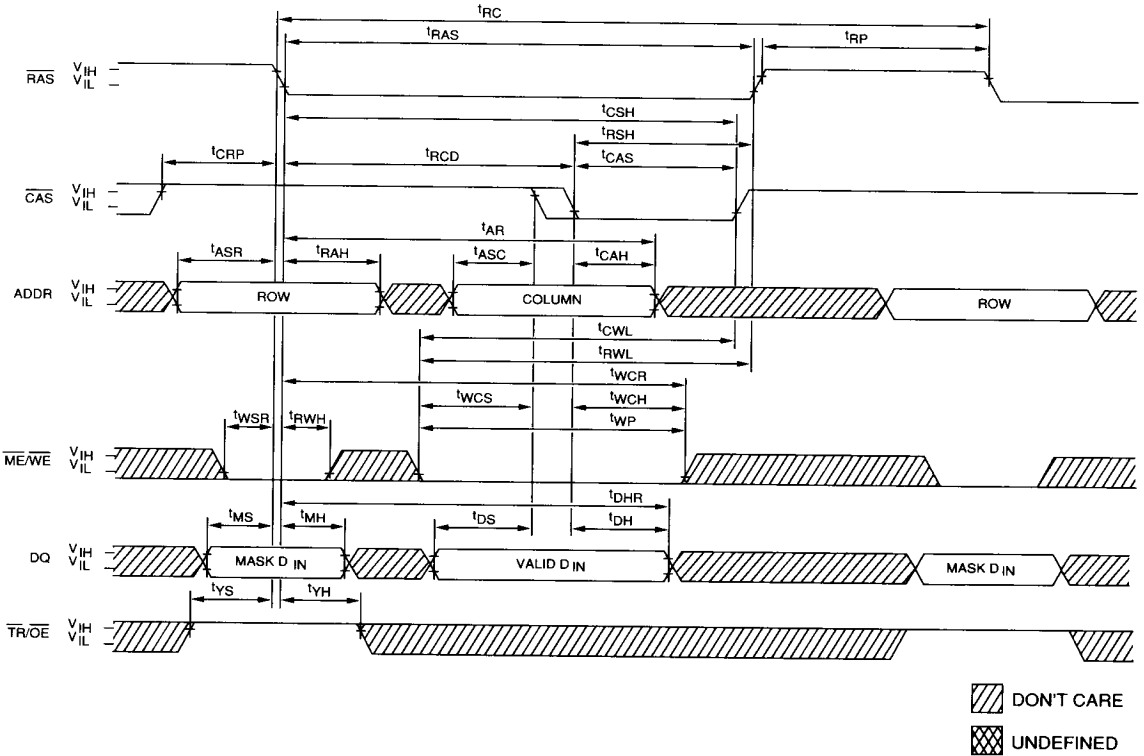 tRC
tRAS
tRP
RAS VIH
VIL
tCSH
tRSH
tCRP
tRCD
tCAS
CAS VIH
VIL
tAR
tASR
tRAH
tASC
tCAH
ADDR VIH
VIL
ROW
COLUMN
ROW
tCWL
tRWL
tWCR
tWCS
tWCH
tWSR
tRWH
tWP
ME/WE VIH
VIL
tDHR
tMS
tMH
tDS
tDH
DQ VIH
VIL
MASK D IN
VALID D IN
MASK D IN
tYS
tYH
TR/OE VIH
VIL
DON'T CARE
UNDEFINED